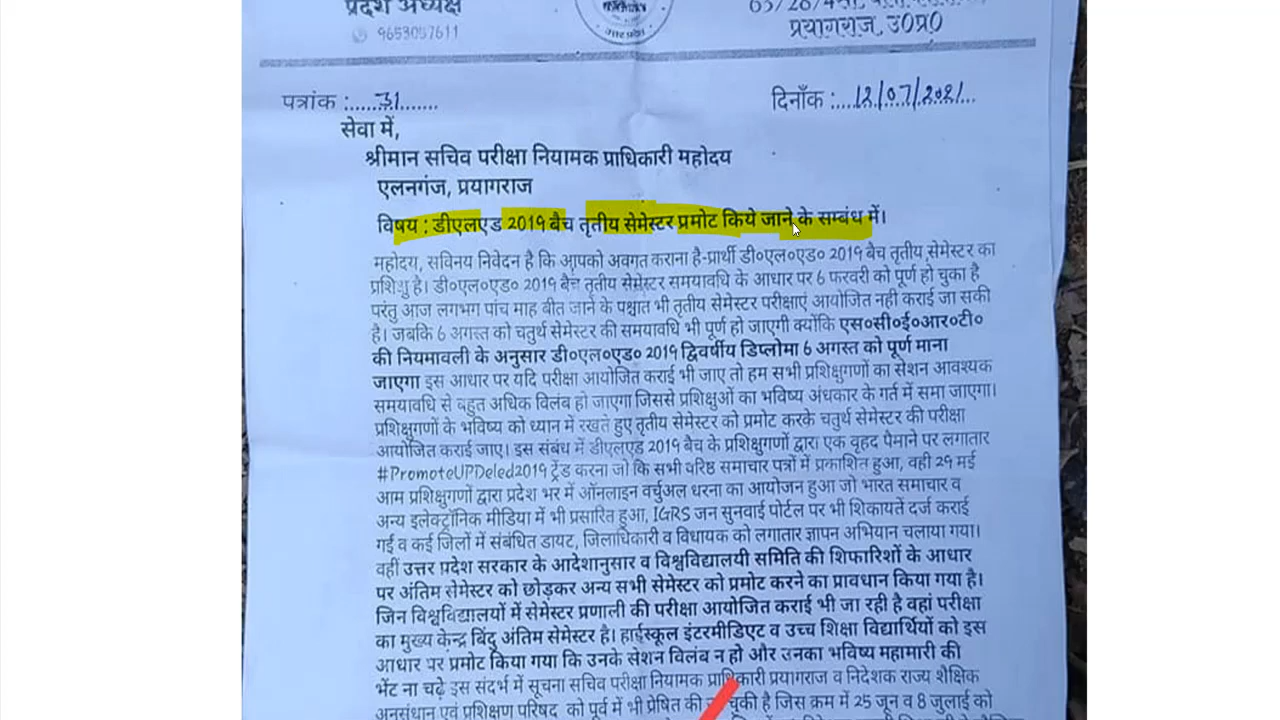 प्रदेश अध्यक्ष
9653057611
उत्तर प्रदेश
प्रयागराज, उ0प्र0
पत्रांक :......31.......
दिनाँक :....12/07/2021....
सेवा में,
श्रीमान सचिव परीक्षा नियामक प्राधिकारी महोदय
एलनगंज, प्रयागराज
विषय : डीएलएड 2019 बैच तृतीय सेमेस्टर प्रमोट किये जाने के सम्बंध में।
महोदय, सविनय निवेदन है कि आपको अवगत कराना है-प्रार्थी डी०एल०एड० 2019 बैच तृतीय सेमेस्टर का
प्रशिक्षु है। डी०एल०एड० 2019 बैच तृतीय सेमेस्टर समयावधि के आधार पर 6 फरवरी को पूर्ण हो चुका है
परंतु आज लगभग पांच माह बीत जाने के पश्चात भी तृतीय सेमेस्टर परीक्षाएं आयोजित नही कराई जा सकी
है। जबकि 6 अगस्त को चतुर्थ सेमेस्टर की समयावधि भी पूर्ण हो जाएगी क्योंकि एस०सी०ई०आर०टी०
की नियमावली के अनुसार डी०एल०एड० 2019 द्विवर्षीय डिप्लोमा 6 अगस्त को पूर्ण माना
जाएगा इस आधार पर यदि परीक्षा आयोजित कराई भी जाए तो हम सभी प्रशिक्षुगणों का सेशन आवश्यक
समयावधि से बहुत अधिक विलंब हो जाएगा जिससे प्रशिक्षुओं का भविष्य अंधकार के गर्त में समा जाएगा।
प्रशिक्षुगणों के भविष्य को ध्यान में रखते हुए तृतीय सेमेस्टर को प्रमोट करके चतुर्थ सेमेस्टर की परीक्षा
आयोजित कराई जाए। इस संबंध में डीएलएड 2019 बैच के प्रशिक्षुगणों द्वारा एक वृहद पैमाने पर लगातार
#PromoteUPDeled2019 ट्रेंड करना जो कि सभी वरिष्ठ समाचार पत्रों में प्रकाशित हुआ, वही 29 मई
आम प्रशिक्षुगणों द्वारा प्रदेश भर में ऑनलाइन वर्चुअल धरना का आयोजन हुआ जो भारत समाचार व
अन्य इलेक्ट्रॉनिक मीडिया में भी प्रसारित हुआ, IGRS जन सुनवाई पोर्टल पर भी शिकायतें दर्ज कराई
गई व कई जिलों में संबंधित डायट, जिलाधिकारी व विधायक को लगातार ज्ञापन अभियान चलाया गया।
वहीं उत्तर प्रदेश सरकार के आदेशानुसार व विश्वविद्यालयी समिति की शिफारिशों के आधार
पर अंतिम सेमेस्टर को छोड़कर अन्य सभी सेमेस्टर को प्रमोट करने का प्रावधान किया गया है।
जिन विश्वविद्यालयों में सेमेस्टर प्रणाली की परीक्षा आयोजित कराई भी जा रही है वहां परीक्षा
का मुख्य केन्द्र बिंदु अंतिम सेमेस्टर है। हाईस्कूल इंटरमीडिएट व उच्च शिक्षा विद्यार्थियों को इस
आधार पर प्रमोट किया गया कि उनके सेशन विलंब न हो और उनका भविष्य महामारी की
भेंट ना चढ़े इस संदर्भ में सूचना सचिव परीक्षा नियामक प्राधिकारी प्रयागराज व निदेशक राज्य शैक्षिक
अनुसंधान एवं प्रशिक्षण परिषद को पूर्व में भी प्रेषित की चुकी है जिस क्रम में 25 जून व 8 जुलाई को